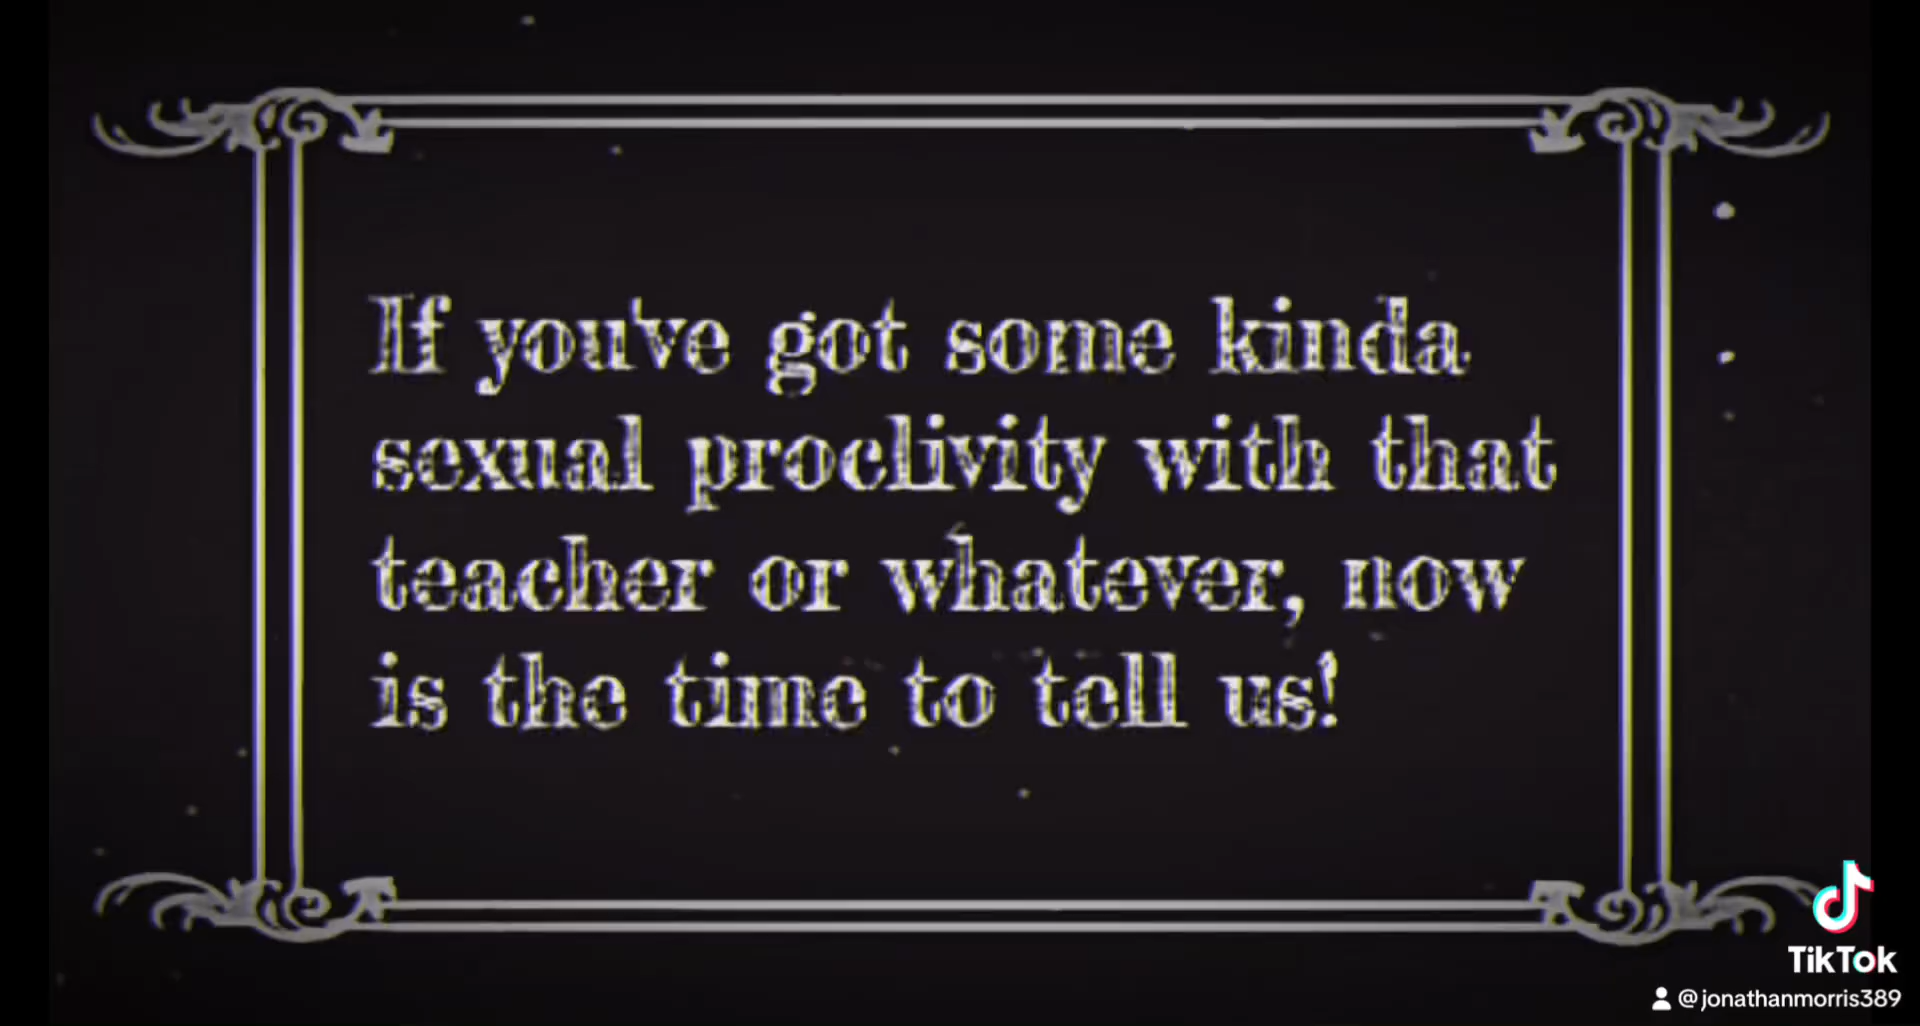 If you've got some kinda
sexual proclivity with that
teacher or whatever, now
is the time to tell us!
TikTok
@jonathanmorris389